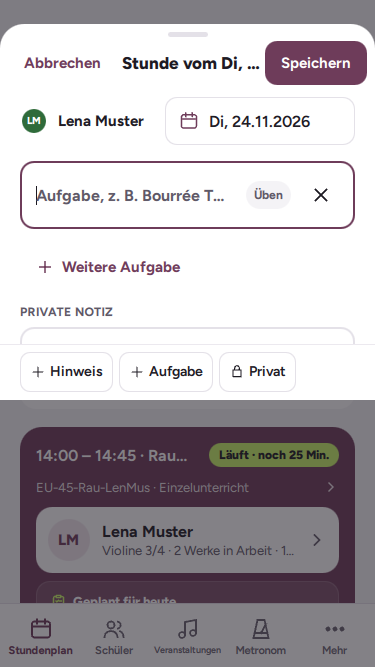 Abbrechen
Stunde vom Di, ...
Speichern
LM
Lena Muster
Di, 24.11.2026
Aufgabe, z. B. Bourrée T...
Üben
Weitere Aufgabe
PRIVATE NOTIZ
Hinweis
Aufgabe
Privat
14:00 – 14:45 · Rau...
Läuft · noch 25 Min.
EU-45-Rau-LenMus · Einzelunterricht
LM
Lena Muster
Violine 3/4 · 2 Werke in Arbeit · 1...
Geplant für heute
Stundenplan
Schüler
Veranstaltungen
Metronom
Mehr